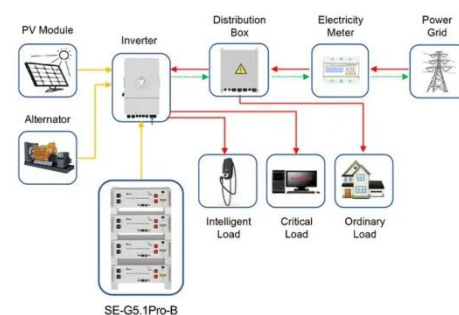 PV Module
Inverter
Distribution
Box
Electricity
Meter
Power
Grid
Alternator
Intelligent
Load
Critical
Load
Ordinary
Load
SE-G5.1Pro-B